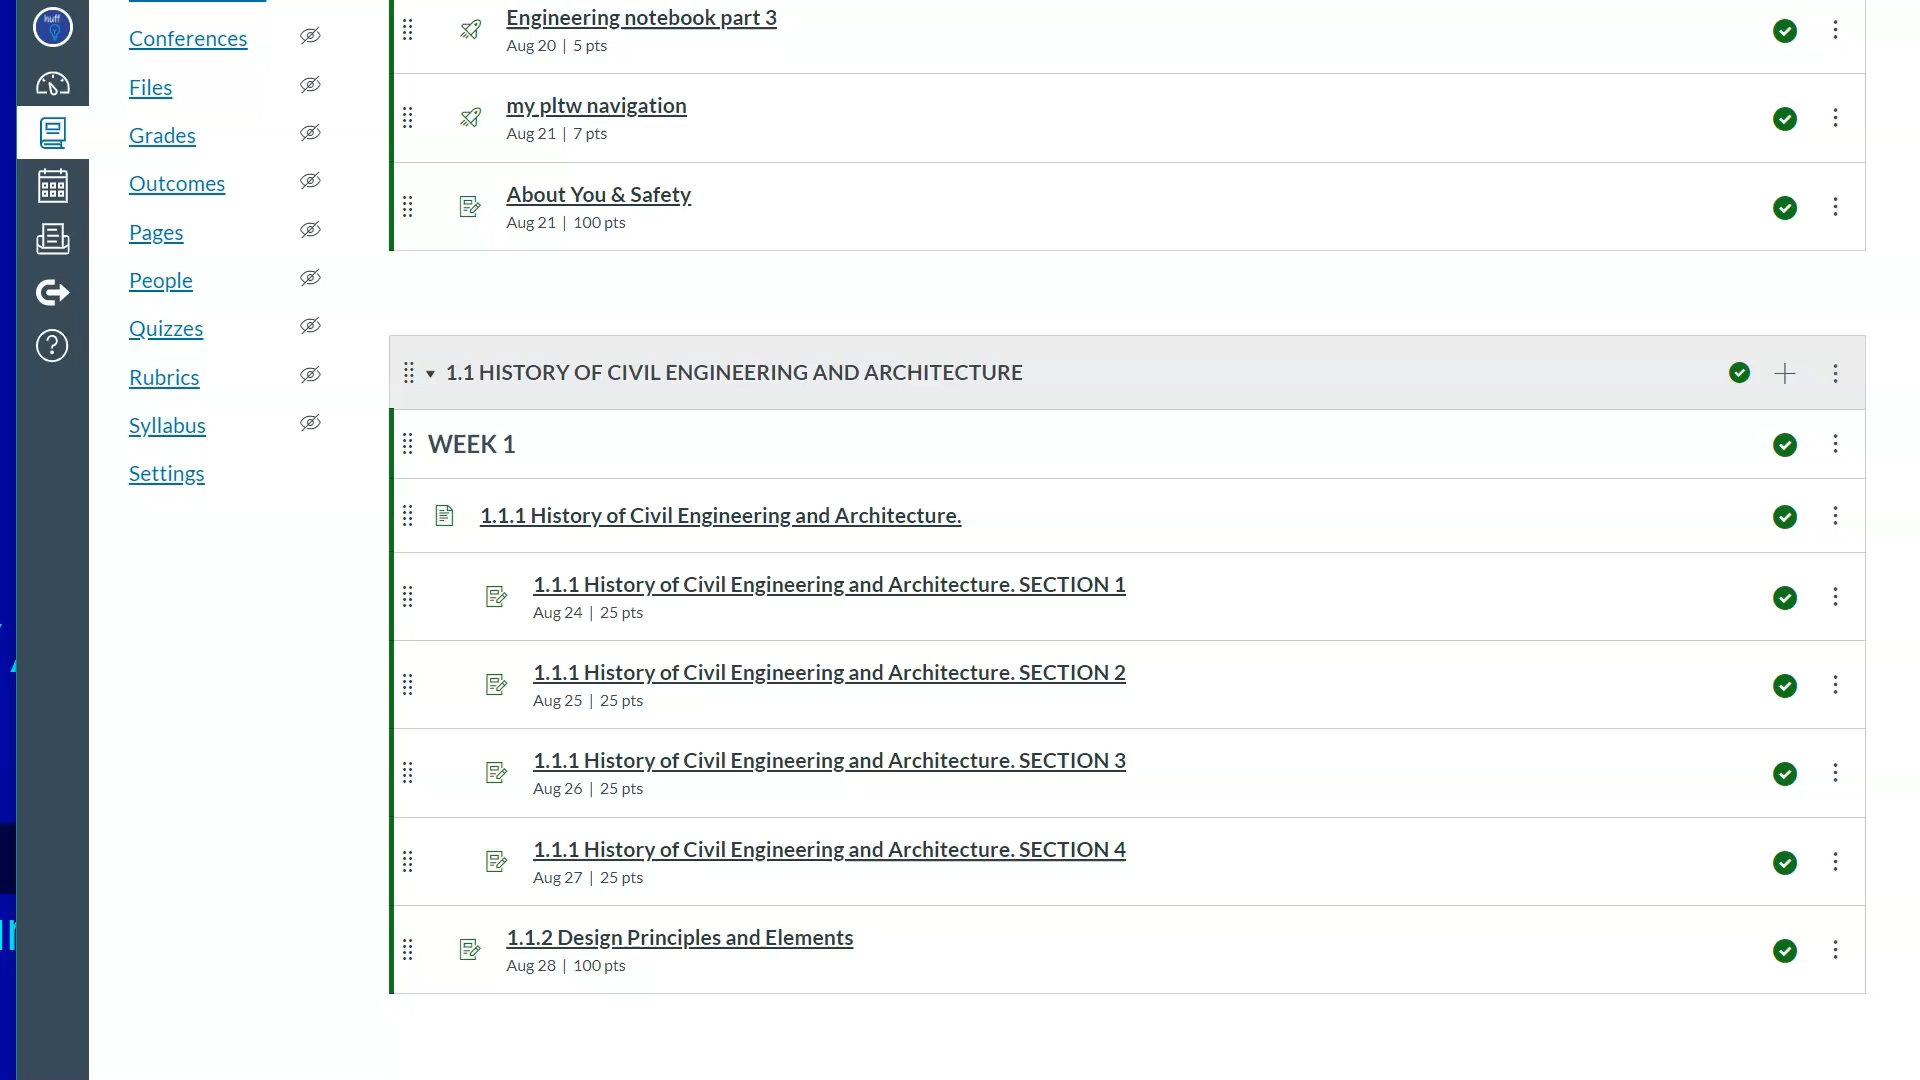 huff
Conferences
Files
Grades
Outcomes
Pages
People
Quizzes
Rubrics
Syllabus
Settings
Engineering notebook part 3
Aug 20 | 5 pts
my pltw navigation
Aug 21 | 7 pts
About You & Safety
Aug 21 | 100 pts
1.1 HISTORY OF CIVIL ENGINEERING AND ARCHITECTURE
WEEK 1
1.1.1 History of Civil Engineering and Architecture.
1.1.1 History of Civil Engineering and Architecture. SECTION 1
Aug 24 | 25 pts
1.1.1 History of Civil Engineering and Architecture. SECTION 2
Aug 25 | 25 pts
1.1.1 History of Civil Engineering and Architecture. SECTION 3
Aug 26 | 25 pts
1.1.1 History of Civil Engineering and Architecture. SECTION 4
Aug 27 | 25 pts
1.1.2 Design Principles and Elements
Aug 28 | 100 pts